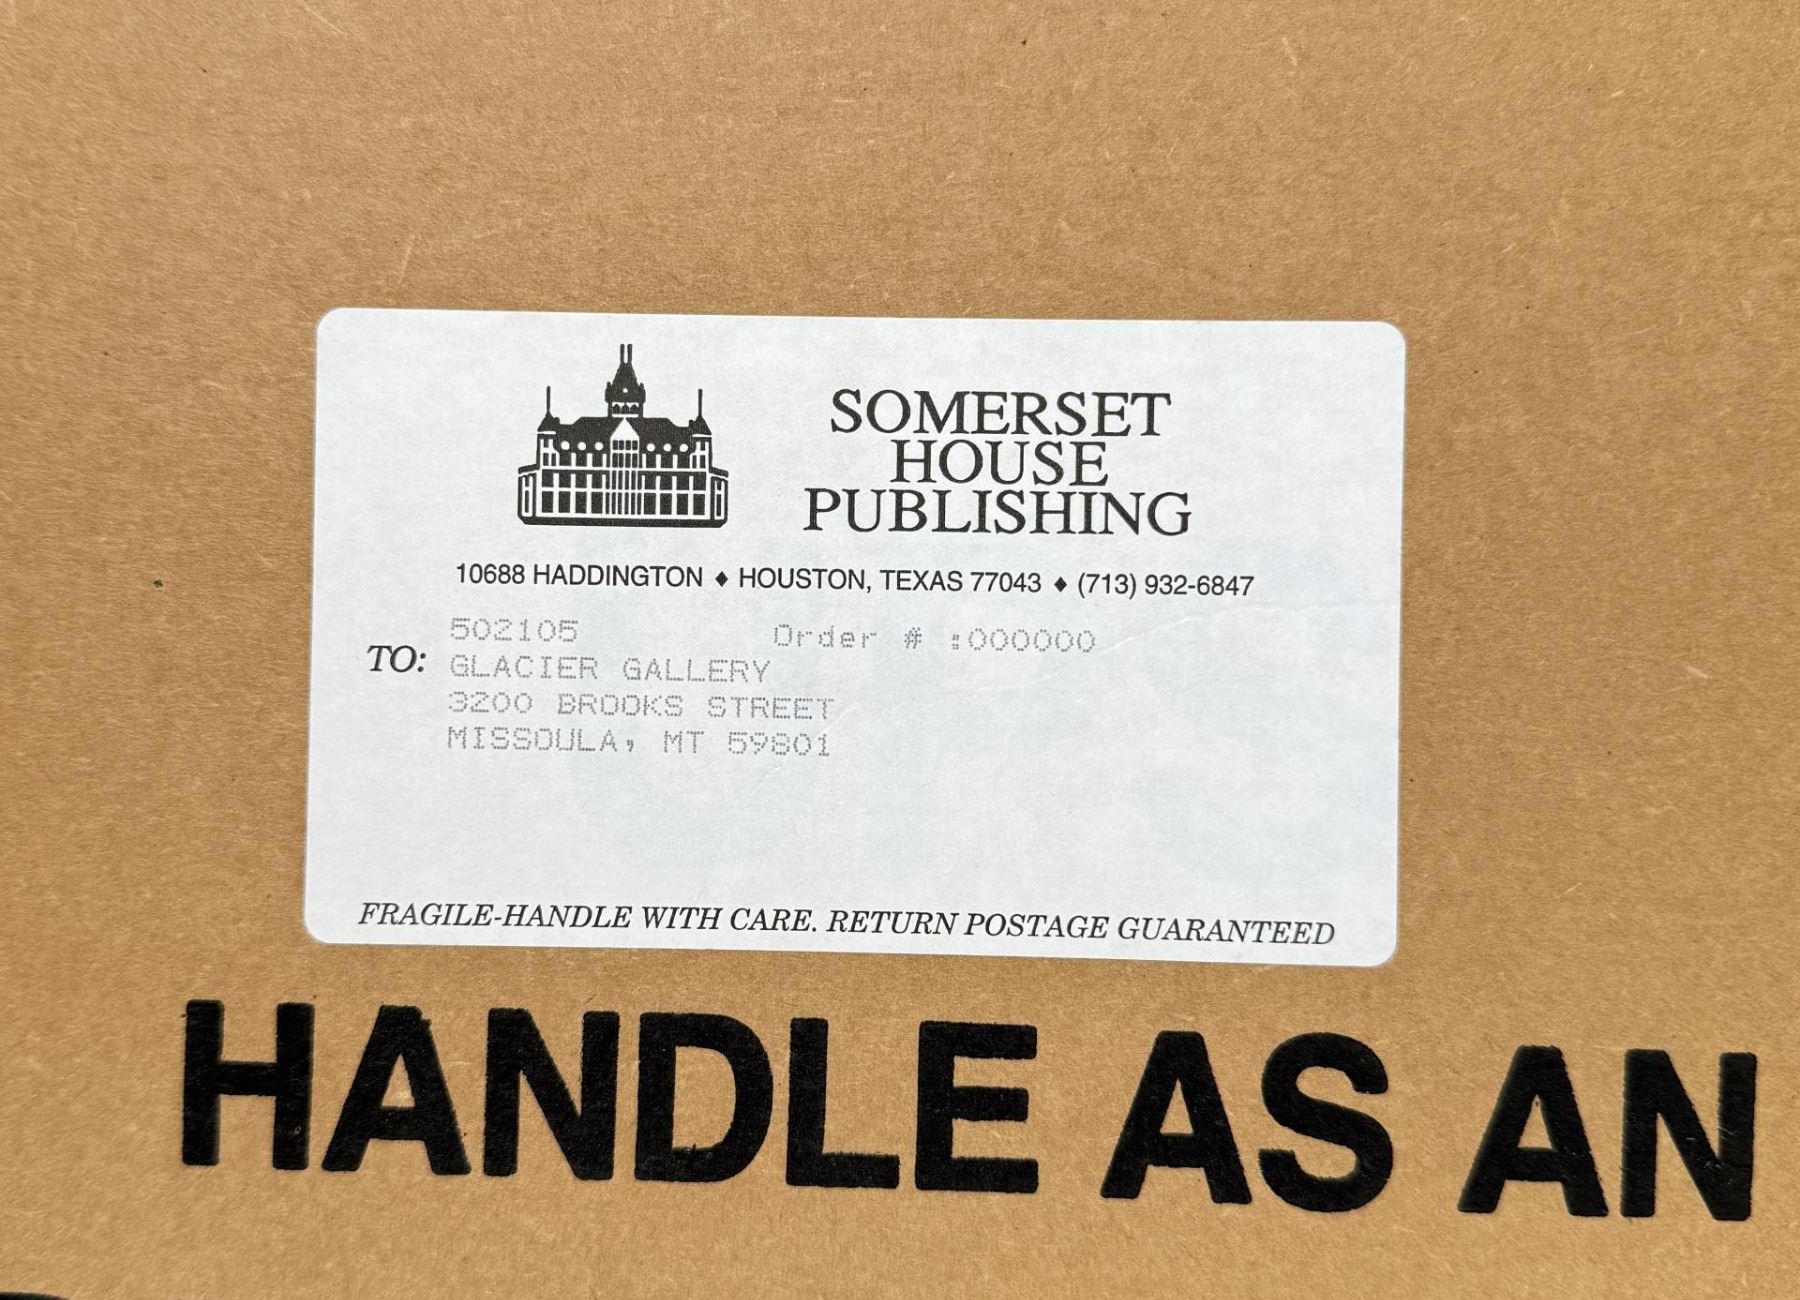 SOMERSET
HOUSE
PUBLISHING
10688 HADDINGTON ♦ HOUSTON, TEXAS 77043 ♦ (713) 932-6847
502105 Order # :000000
TO: GLACIER GALLERY
3200 BROOKS STREET
MISSOULA, MT 59801
FRAGILE-HANDLE WITH CARE. RETURN POSTAGE GUARANTEED
HANDLE AS AN